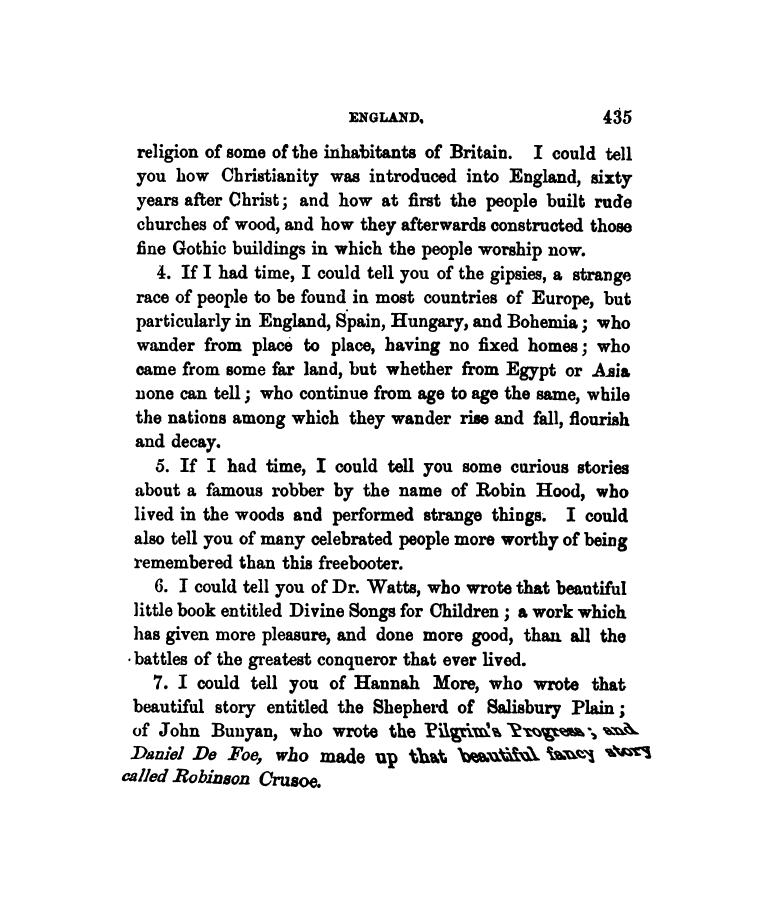 ENGLAND. 435
religion of some of the inhabitants of Britain. I could tell
you how Christianity was introduced into England, sixty
years after Christ; and how at first the people built rude
churches of wood, and how they afterwards constructed those
fine Gothic buildings in which the people worship now.
4. If I had time, I could tell you of the gipsies, a strange
race of people to be found in most countries of Europe, but
particularly in England, Spain, Hungary, and Bohemia; who
wander from place to place, having no fixed homes; who
came from some far land, but whether from Egypt or Asia
none can tell; who continue from age to age the same, while
the nations among which they wander rise and fall, flourish
and decay.
5. If I had time, I could tell you some curious stories
about a famous robber by the name of Robin Hood, who
lived in the woods and performed strange things. I could
also tell you of many celebrated people more worthy of being
remembered than this freebooter.
6. I could tell you of Dr. Watts, who wrote that beautiful
little book entitled Divine Songs for Children; a work which
has given more pleasure, and done more good, than all the
battles of the greatest conqueror that ever lived.
7. I could tell you of Hannah More, who wrote that
beautiful story entitled the Shepherd of Salisbury Plain;
of John Bunyan, who wrote the Pilgrim's Progress; and
Daniel De Foe, who made up that beautiful fancy story
called Robinson Crusoe.